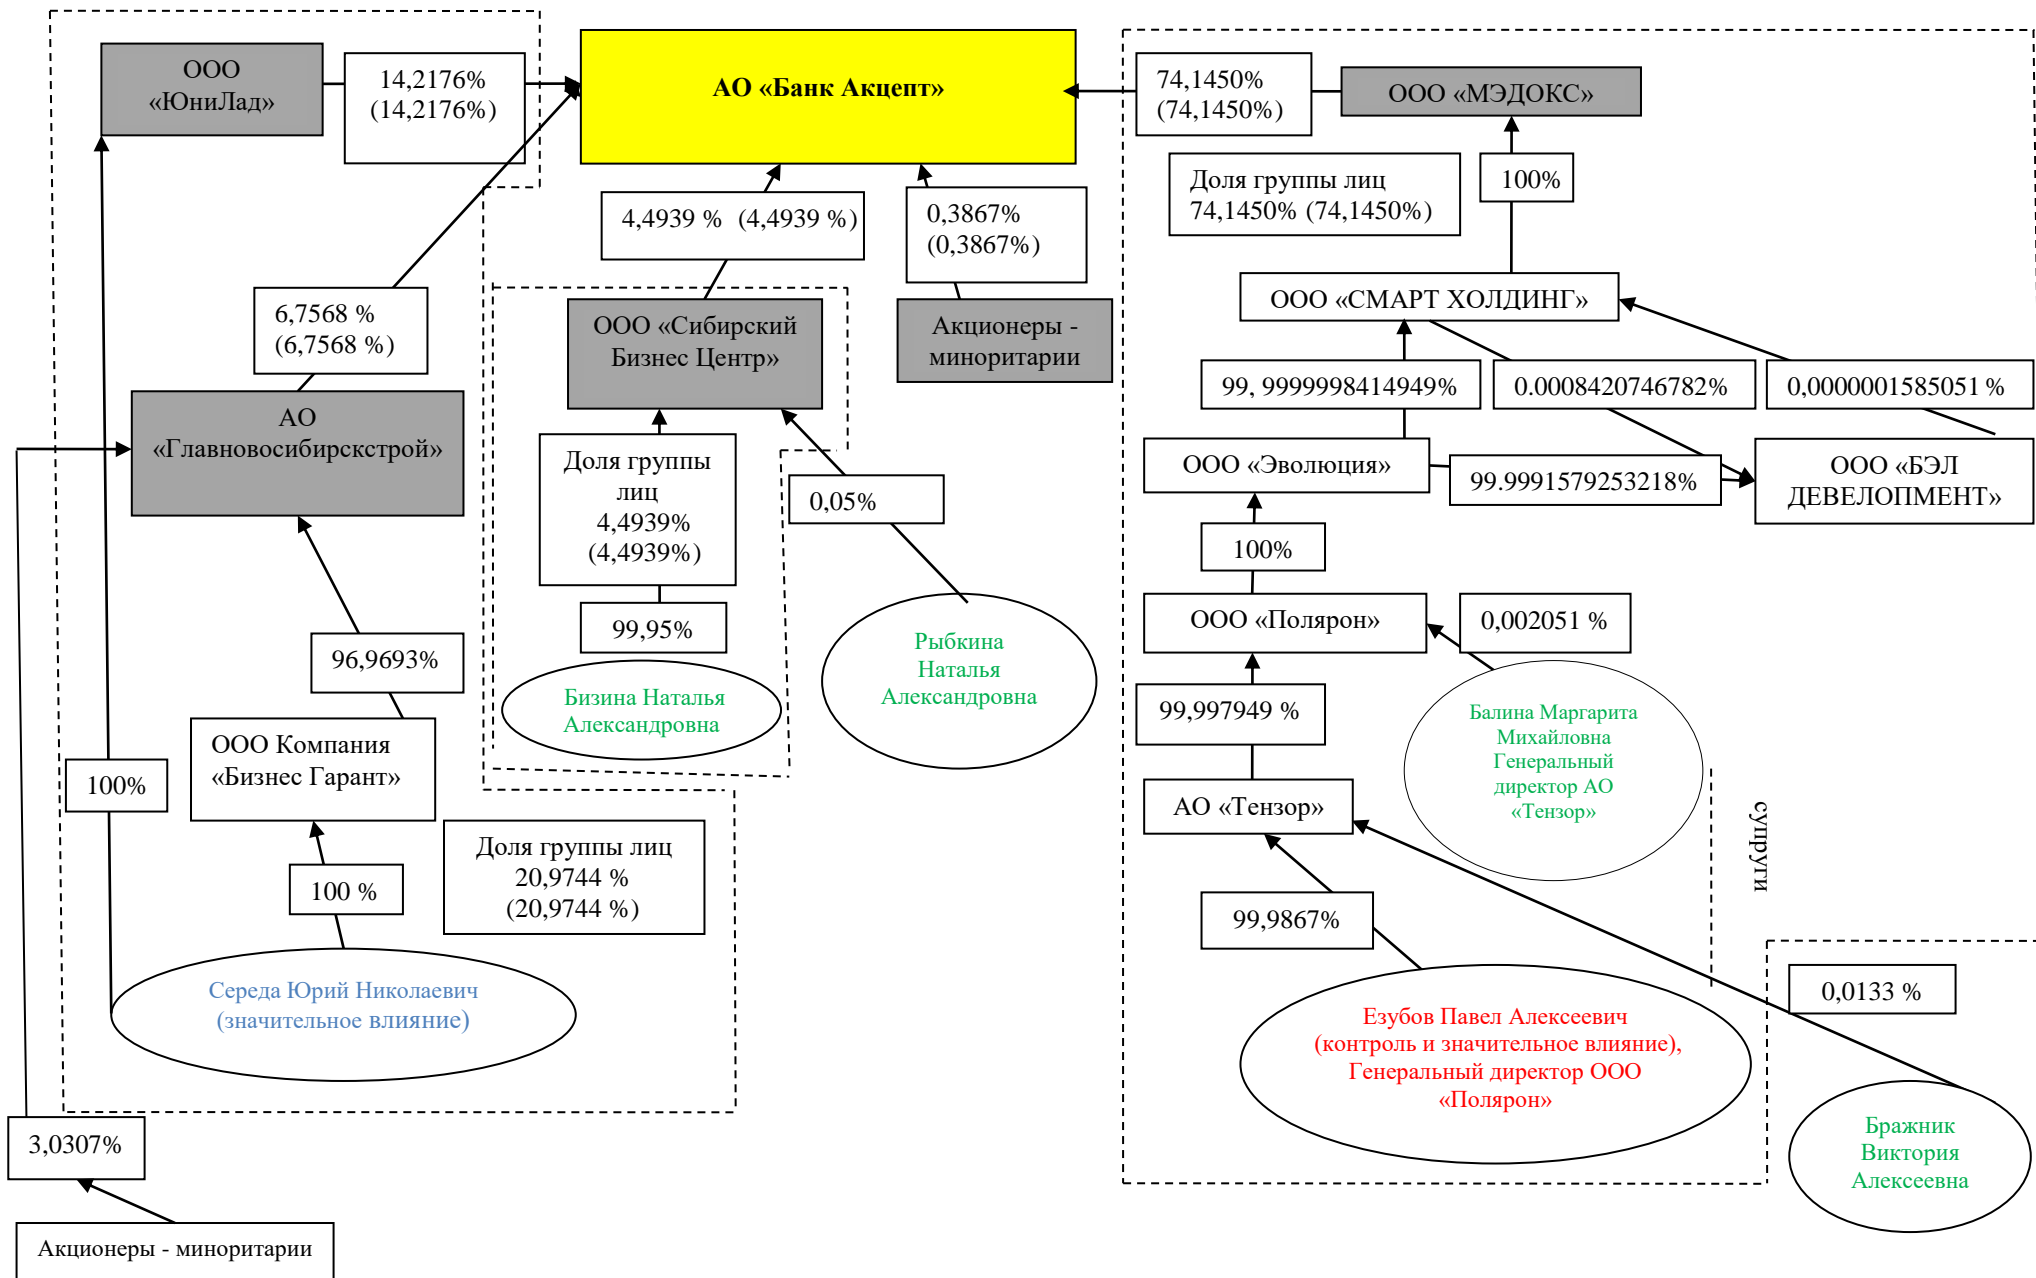 ООО
«ЮниЛад»
14,2176%
(14,2176%)
АО «Банк Акцепт»
74,1450%
(74,1450%)
ООО «МЭДОКС»
Доля группы лиц
74,1450% (74,1450%)
100%
4,4939 % (4,4939 %)
0,3867%
(0,3867%)
6,7568 %
(6,7568 %)
ООО «Сибирский
Бизнес Центр»
Акционеры -
миноритарии
ООО «СМАРТ ХОЛДИНГ»
99, 9999998414949%
0.0008420746782%
0,0000001585051 %
АО
«Главновосибирскстрой»
Доля группы
лиц
4,4939%
(4,4939%)
0,05%
ООО «Эволюция»
99.9991579253218%
ООО «БЭЛ
ДЕВЕЛОПМЕНТ»
100%
99,95%
ООО «Полярон»
0,002051 %
96,9693%
Бизина Наталья
Александровна
Рыбкина
Наталья
Александровна
99,997949 %
Балина Маргарита
Михайловна
Генеральный
директор АО
«Тензор»
супруги
ООО Компания
«Бизнес Гарант»
100%
АО «Тензор»
Доля группы лиц
20,9744 %
(20,9744 %)
100 %
99,9867%
Середа Юрий Николаевич
(значительное влияние)
0,0133 %
Езубов Павел Алексеевич
(контроль и значительное влияние),
Генеральный директор ООО
«Полярон»
3,0307%
Бражник
Виктория
Алексеевна
Акционеры - миноритарии